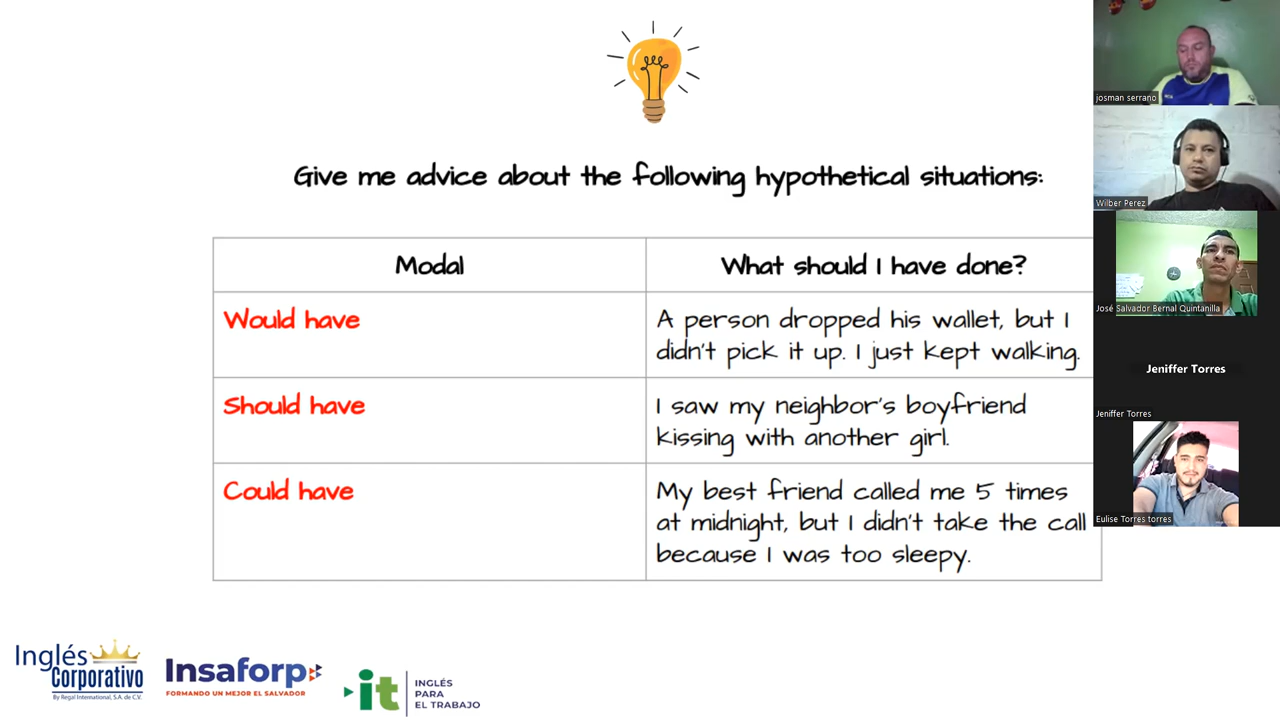 Give me advice about the following hypothetical situations:
Modal
What should I have done?
Would have
A person dropped his wallet, but I
didn't pick it up. I just kept walking.
Should have
I saw my neighbor's boyfriend
kissing with another girl.
Could have
My best friend called me 5 times
at midnight, but I didn't take the call
because I was too sleepy.
josman serrano
Wilber Perez
José Salvador Bernal Quintanilla
Jeniffer Torres
Jeniffer Torres
Eulise Torres torres
Inglés
Corporativo
By Regal International, S.A. de C.V.
Insaforp
FORMANDO UN MEJOR EL SALVADOR
it
INGLÉS
PARA
EL TRABAJO